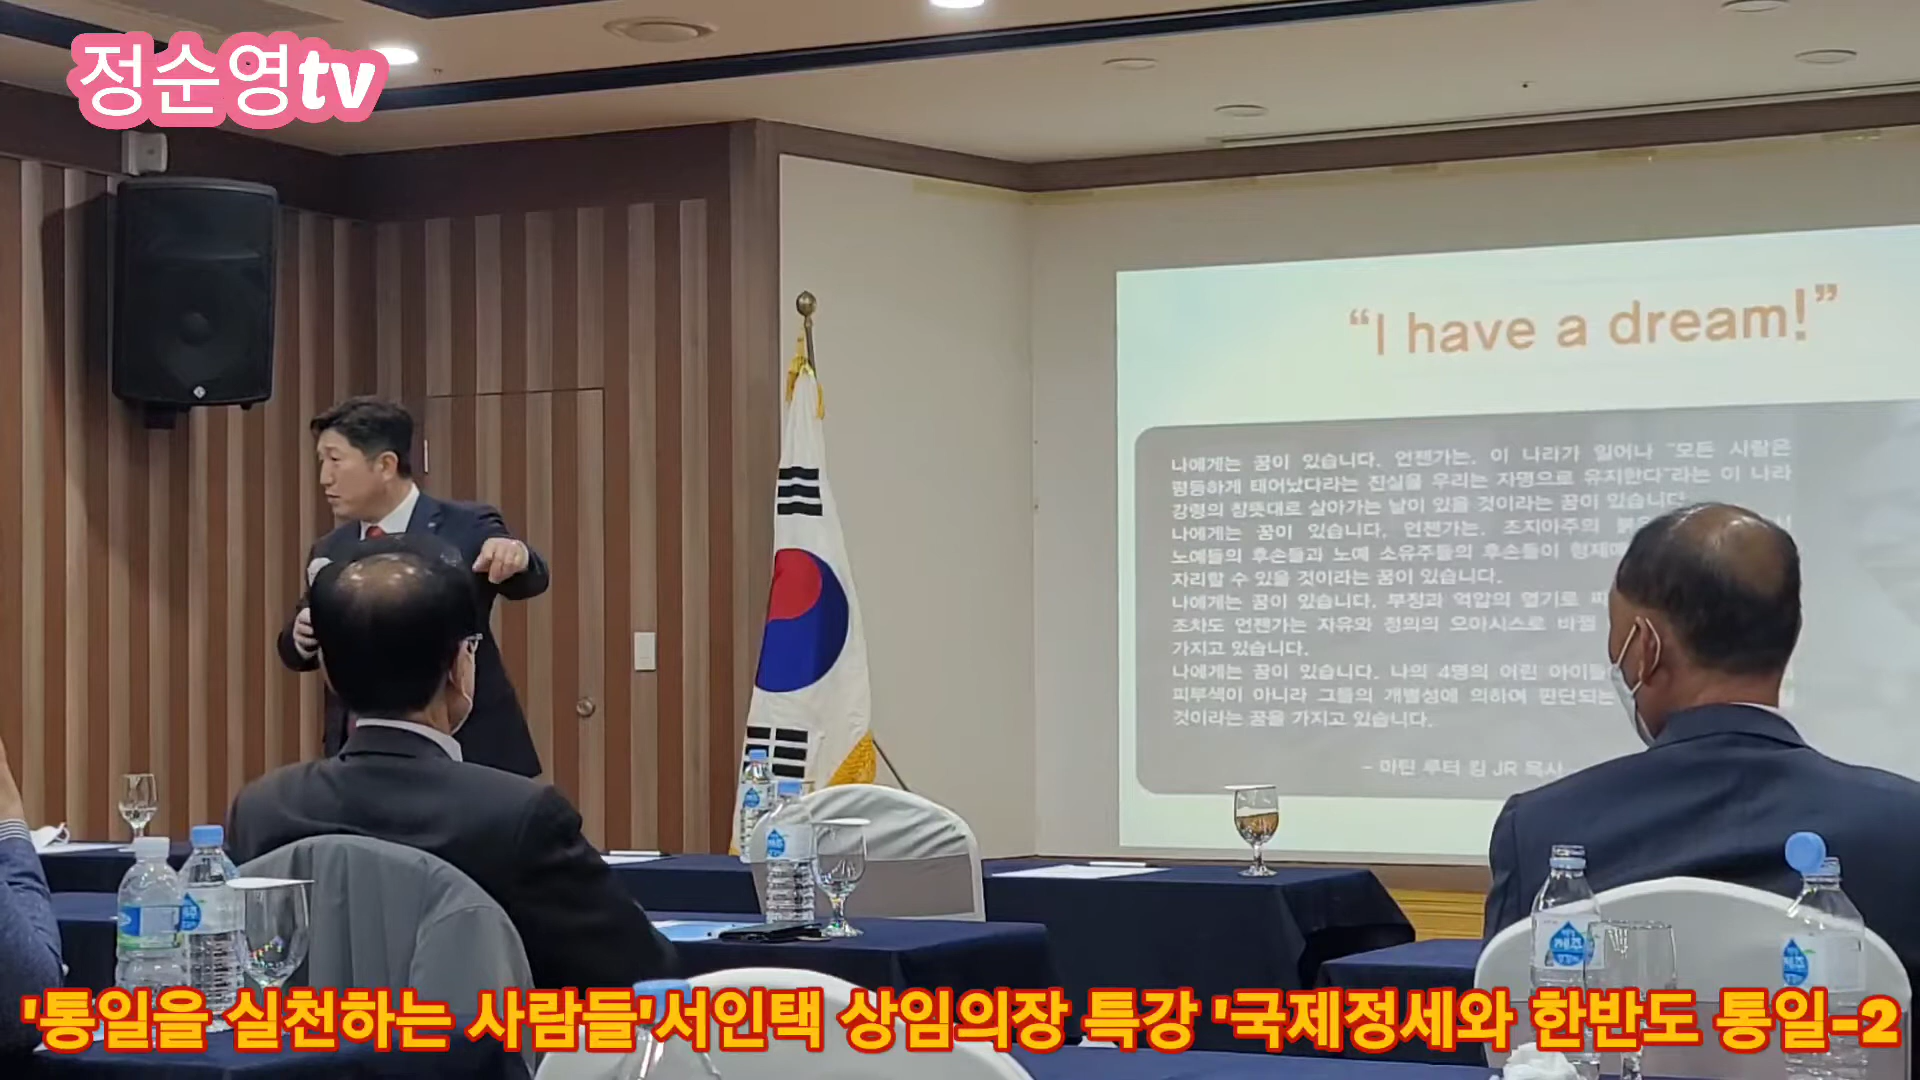 정순영tv
“I have a dream!”
나에게는 꿈이 있습니다. 언젠가는, 이 나라가 일어나 "모든 사람은
평등하게 태어났다라는 진실을 우리는 자명으로 유지한다"라는 이 나라
강령의 참뜻대로 살아가는 날이 있을 것이라는 꿈이 있습니다.
나에게는 꿈이 있습니다. 언젠가는, 조지아주의 붉은
노예들의 후손들과 노예 소유주들의 후손들이 형제애
자리할 수 있을 것이라는 꿈이 있습니다.
나에게는 꿈이 있습니다. 부정과 억압의 열기로
조차도 언젠가는 자유와 정의의 오아시스로 바뀔
가지고 있습니다.
나에게는 꿈이 있습니다. 나의 4명의 어린 아이들
피부색이 아니라 그들의 개별성에 의하여 판단되는
것이라는 꿈을 가지고 있습니다.
- 마틴 루터 킹 JR 목사
제주
'통일을 실천하는 사람들'서인택 상임의장 특강 '국제정세와 한반도 통일-2